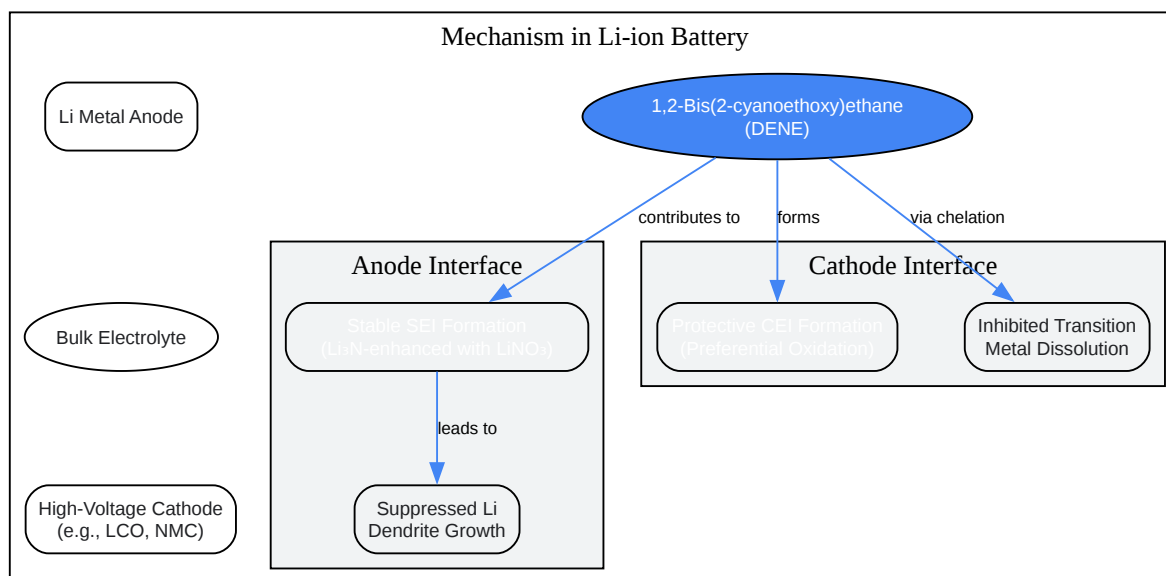 Mechanism in Li-ion Battery
Li Metal Anode
1,2-Bis(2-cyanoethoxy)ethane
(DENE)
contributes to
forms
via chelation
Anode Interface
Cathode Interface
Bulk Electrolyte
Stable SEI Formation
(Li₃N-enhanced with LiNO₃)
Protective CEI Formation
(Preferential Oxidation)
Inhibited Transition
Metal Dissolution
leads to
High-Voltage Cathode
(e.g., LCO, NMC)
Suppressed Li
Dendrite Growth